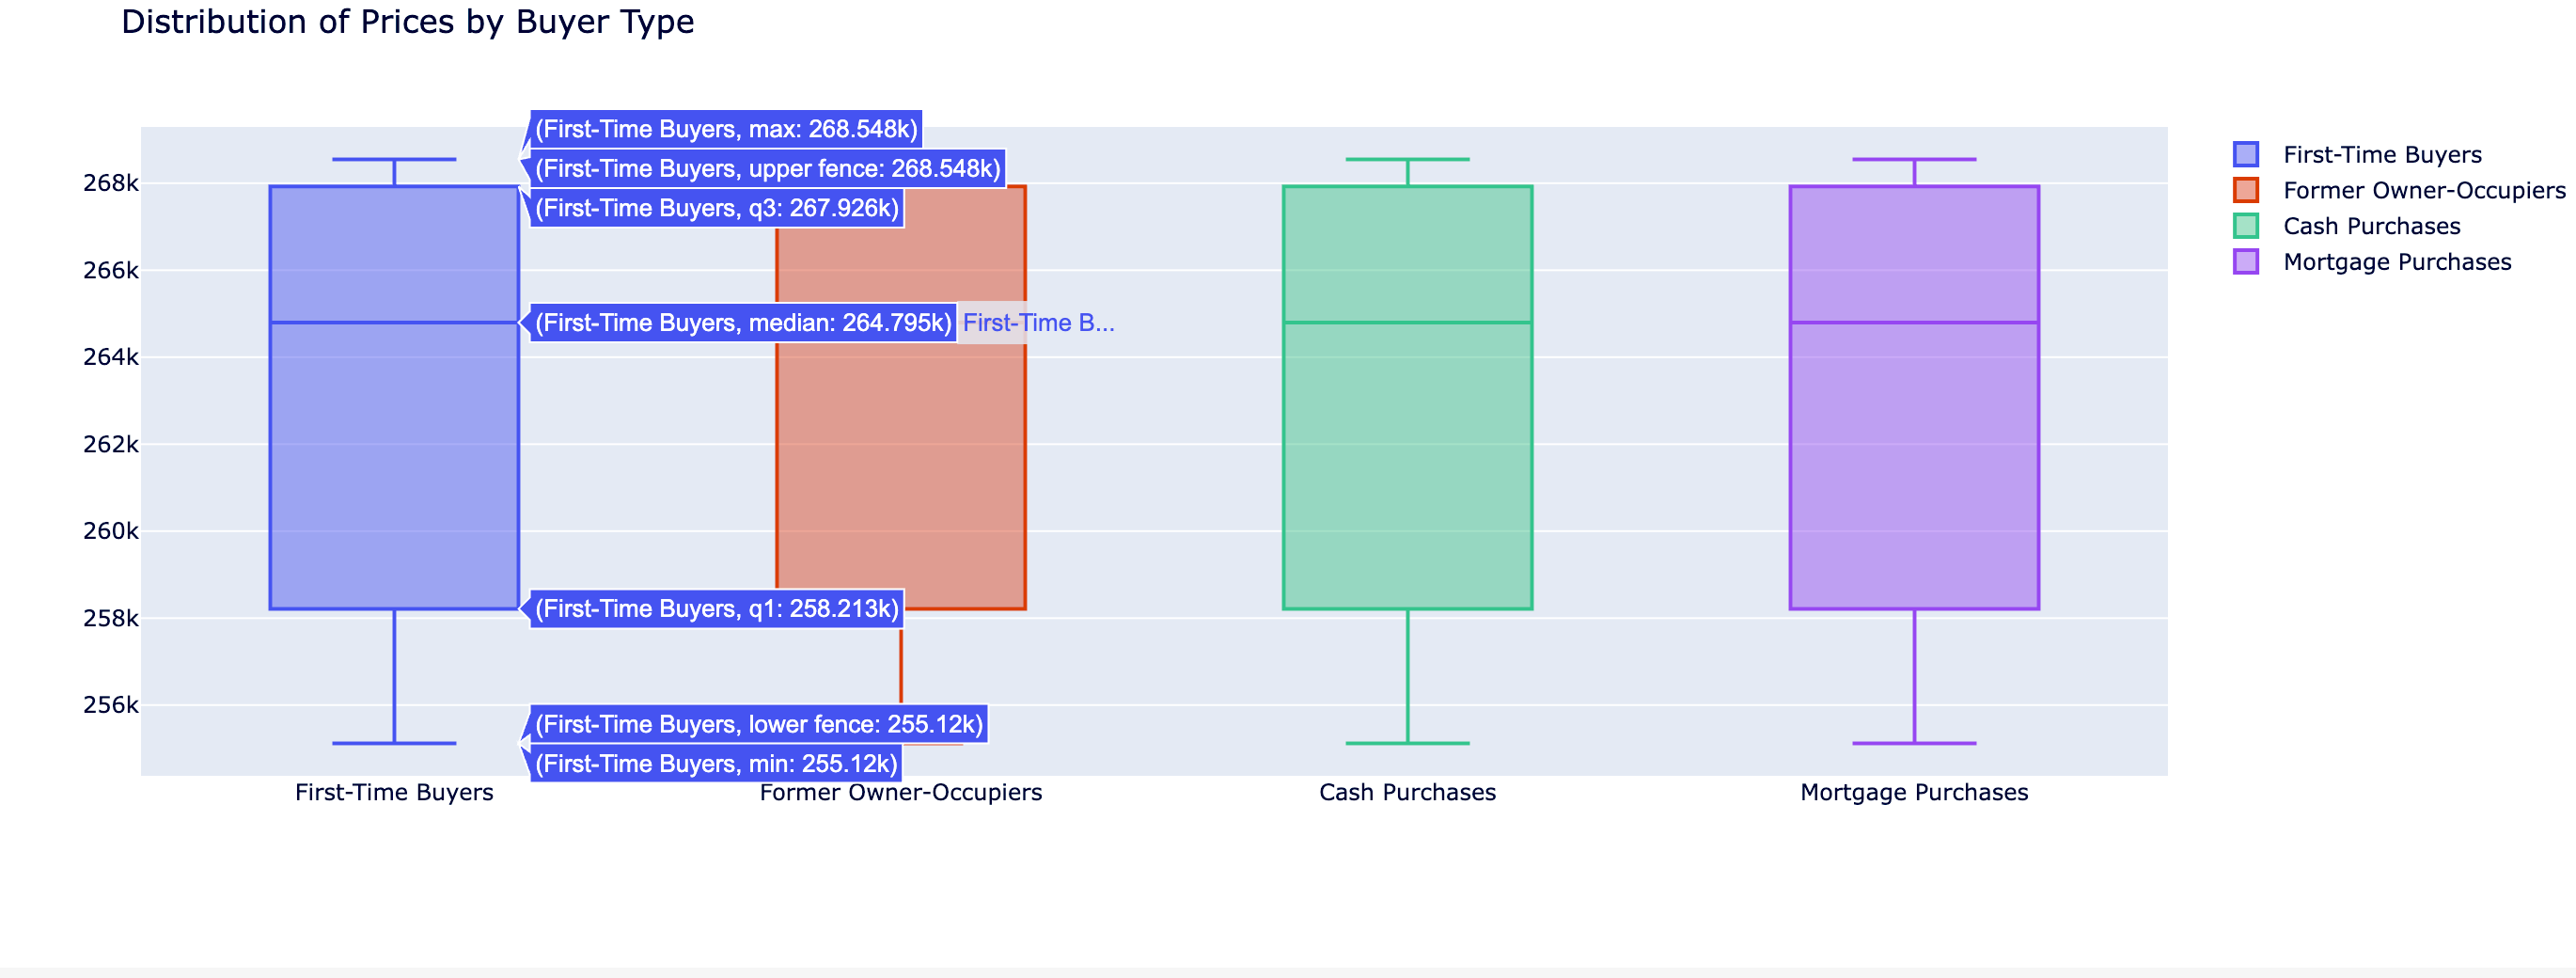 Distribution of Prices by Buyer Type
(First-Time Buyers, max: 268.548k)
(First-Time Buyers, upper fence: 268.548k)
(First-Time Buyers, q3: 267.926k)
(First-Time Buyers, median: 264.795k) First-Time B...
(First-Time Buyers, q1: 258.213k)
(First-Time Buyers, lower fence: 255.12k)
(First-Time Buyers, min: 255.12k)
268k
266k
264k
262k
260k
258k
256k
First-Time Buyers
Former Owner-Occupiers
Cash Purchases
Mortgage Purchases
First-Time Buyers
Former Owner-Occupiers
Cash Purchases
Mortgage Purchases